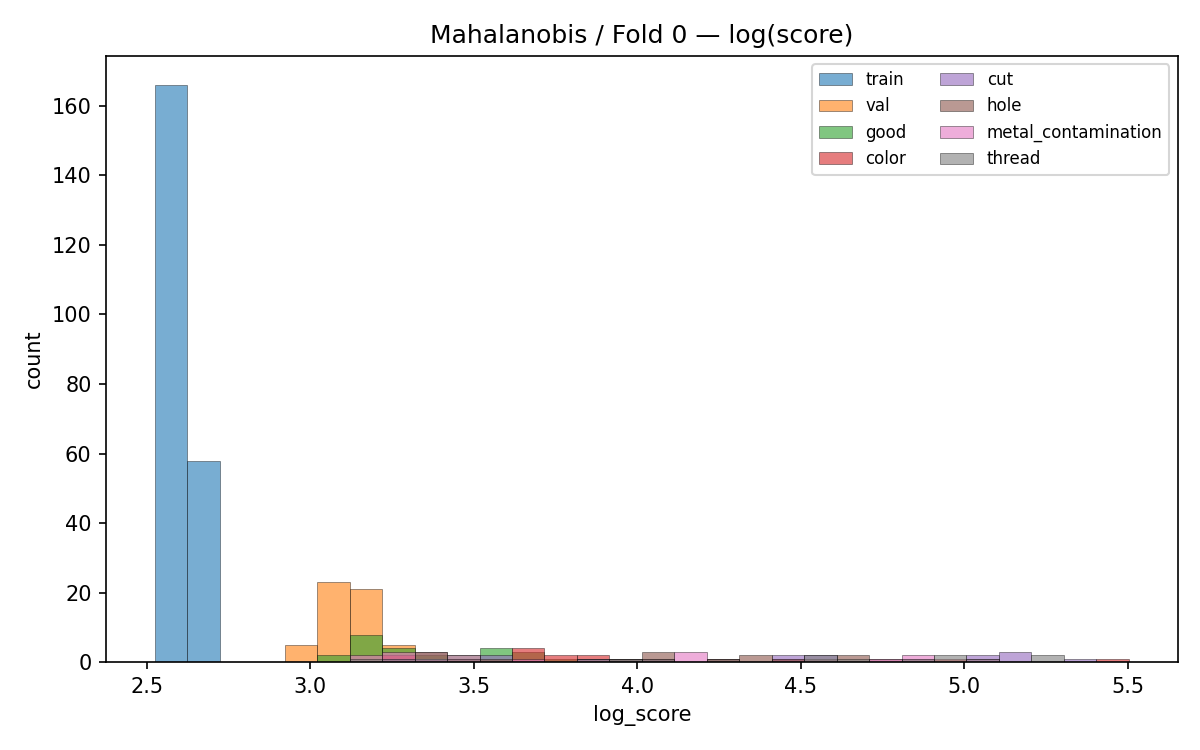 Mahalanobis / Fold 0 — log(score)
train
val
good
color
cut
hole
metal_contamination
thread
count
160
140
120
100
80
60
40
20
0
2.5 3.0 3.5 4.0 4.5 5.0 5.5
log_score